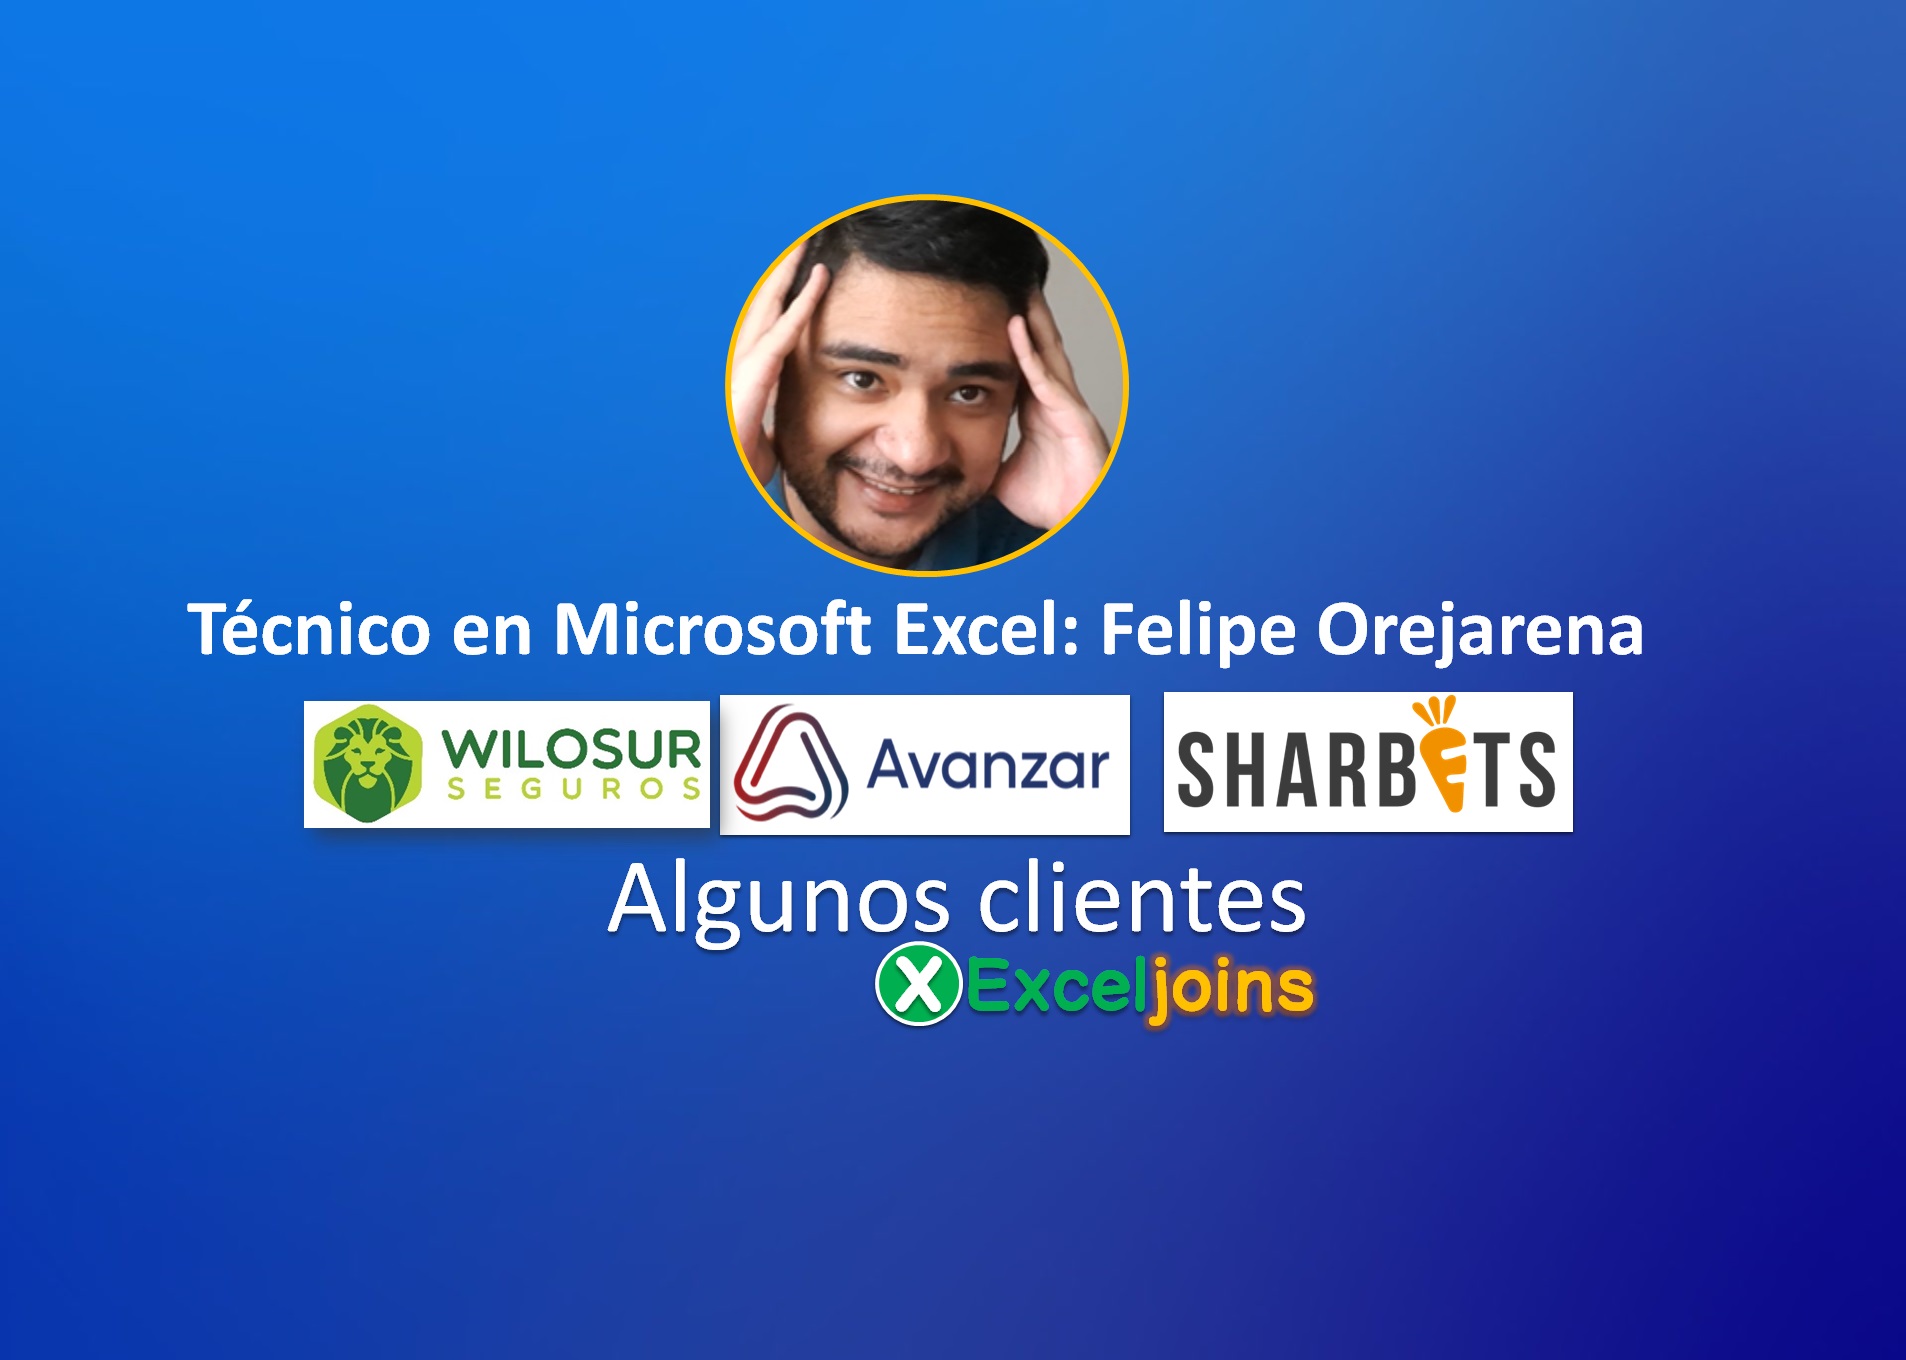 Técnico en Microsoft Excel: Felipe Orejarena
WILOSUR
SEGUROS
Avanzar
SHARBETS
Algunos clientes
X Exceljoins